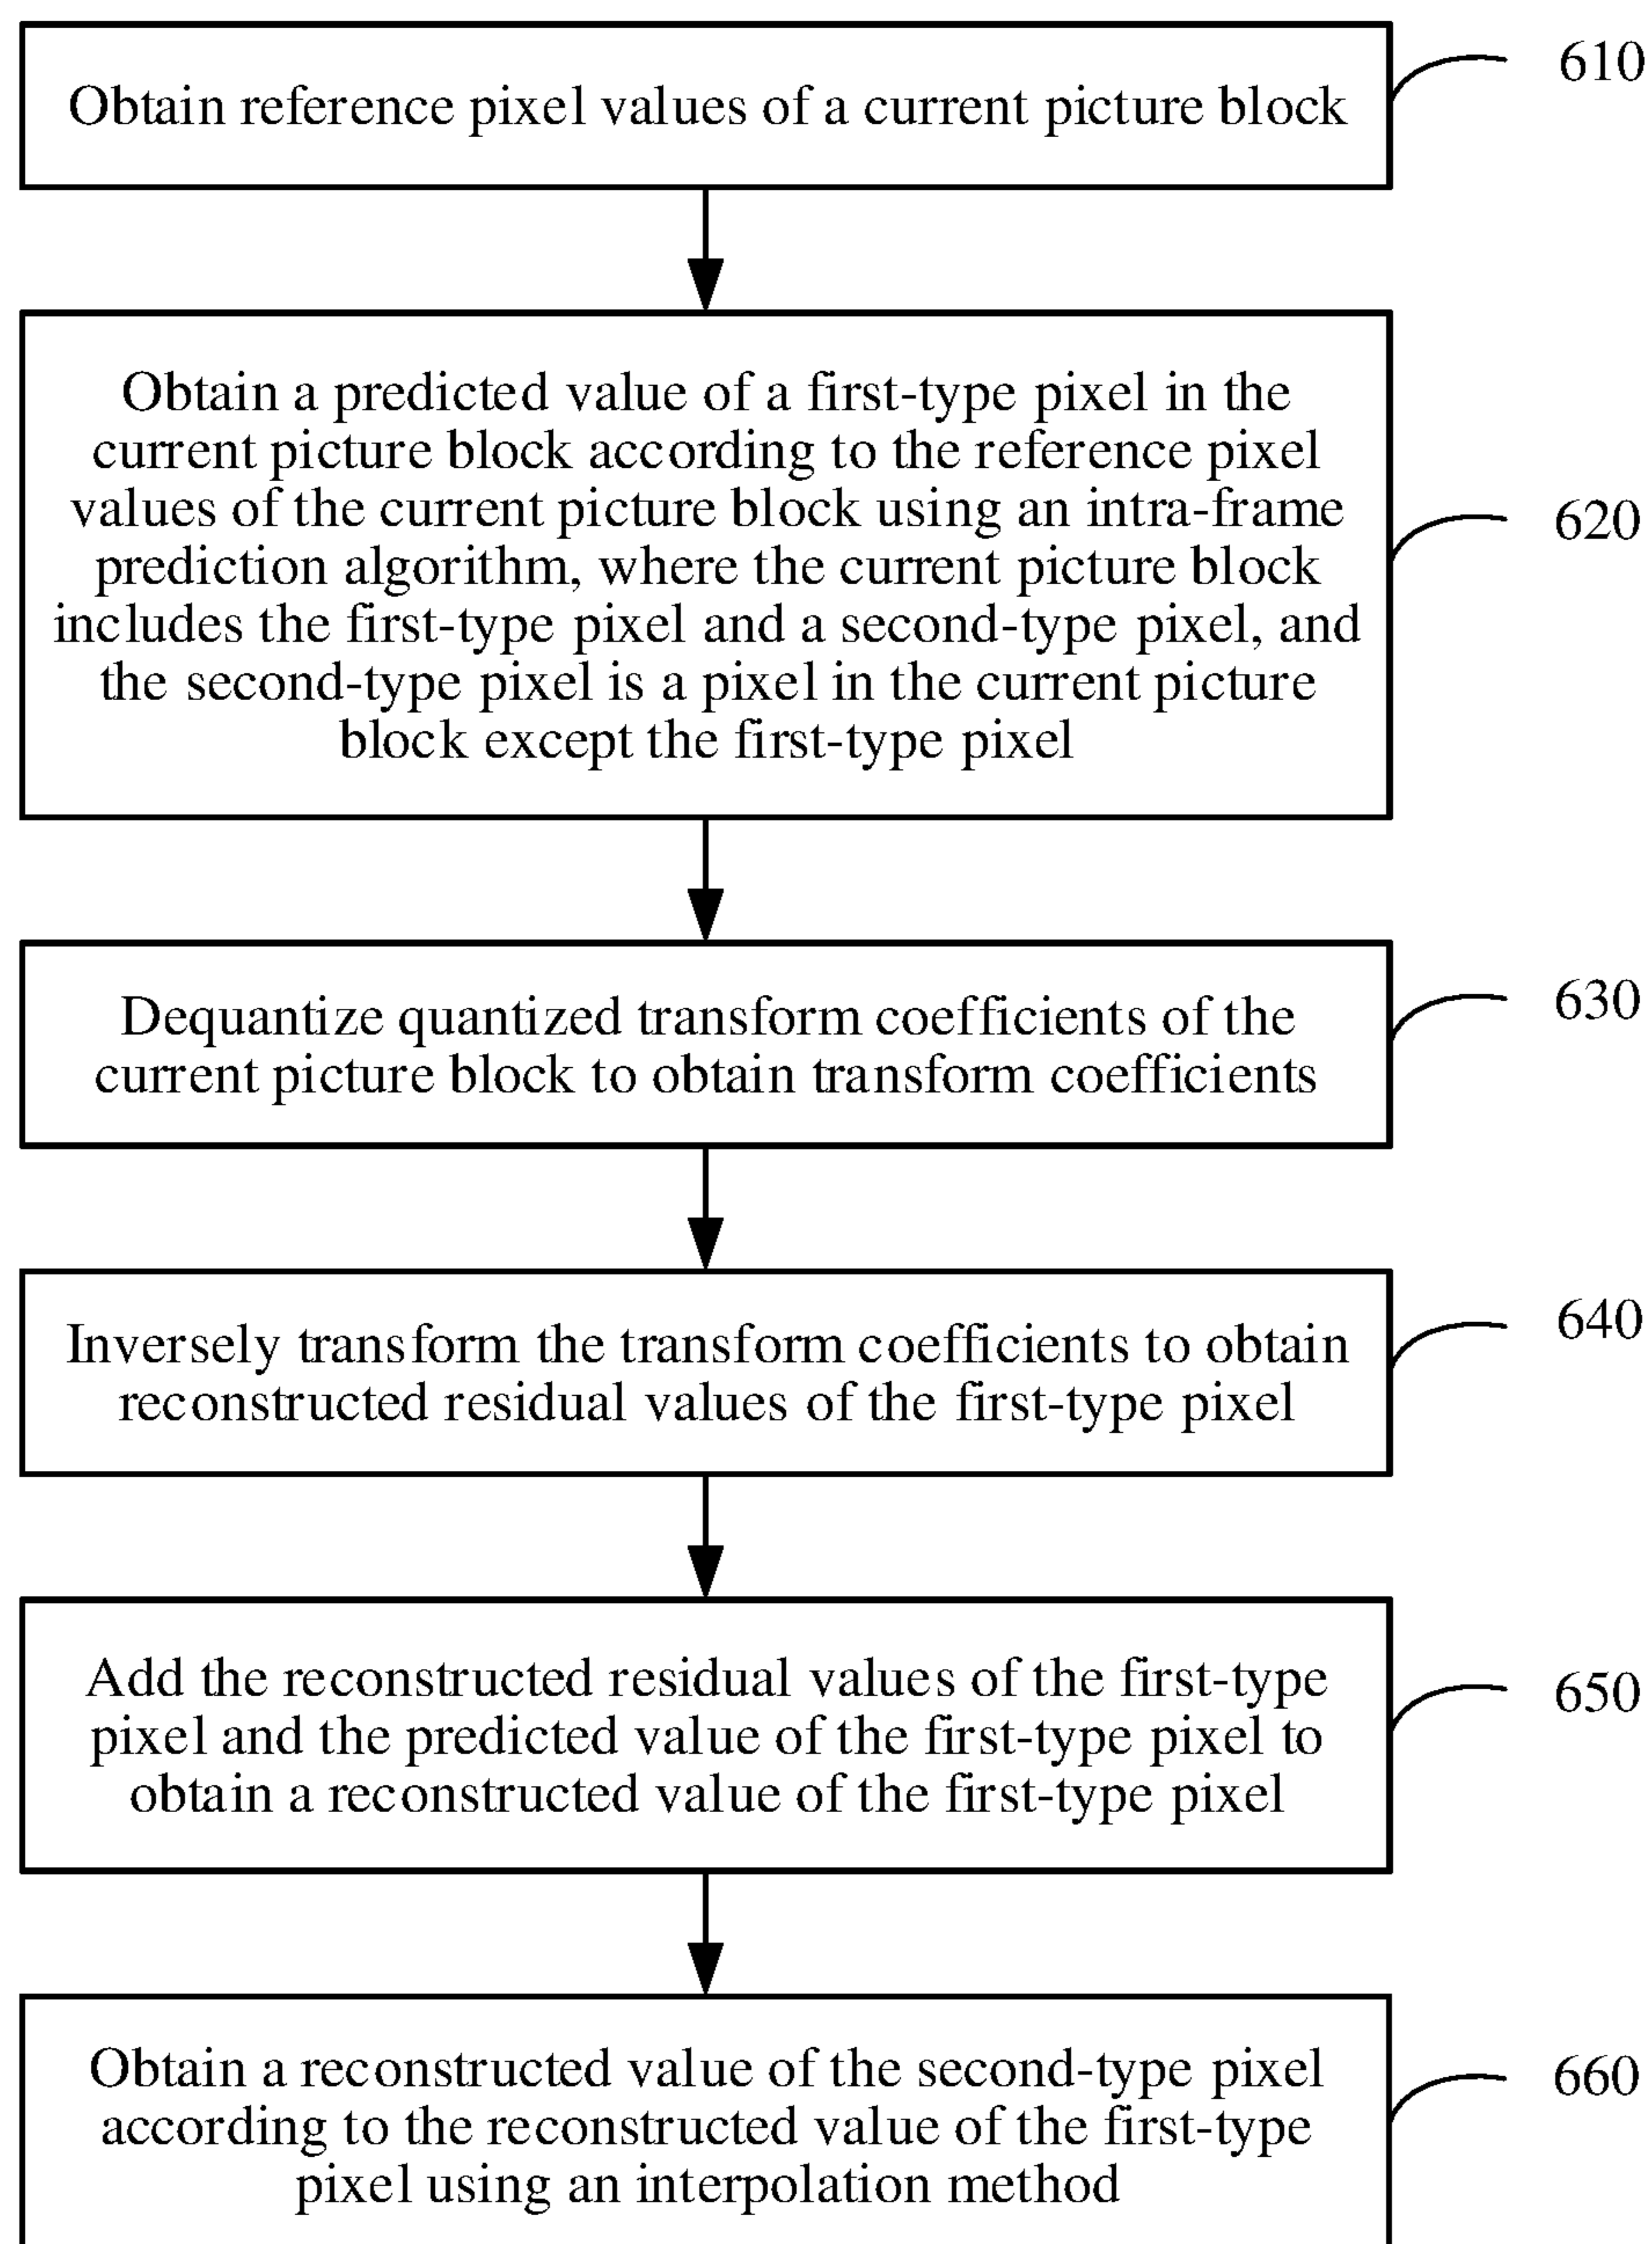 Obtain reference pixel values of a current picture block
610
Obtain a predicted value of a first-type pixel in the
current picture block according to the reference pixel
values of the current picture block using an intra-frame
prediction algorithm, where the current picture block
includes the first-type pixel and a second-type pixel, and
the second-type pixel is a pixel in the current picture
block except the first-type pixel
620
Dequantize quantized transform coefficients of the
current picture block to obtain transform coefficients
630
Inversely transform the transform coefficients to obtain
reconstructed residual values of the first-type pixel
640
Add the reconstructed residual values of the first-type
pixel and the predicted value of the first-type pixel to
obtain a reconstructed value of the first-type pixel
650
Obtain a reconstructed value of the second-type pixel
according to the reconstructed value of the first-type
pixel using an interpolation method
660